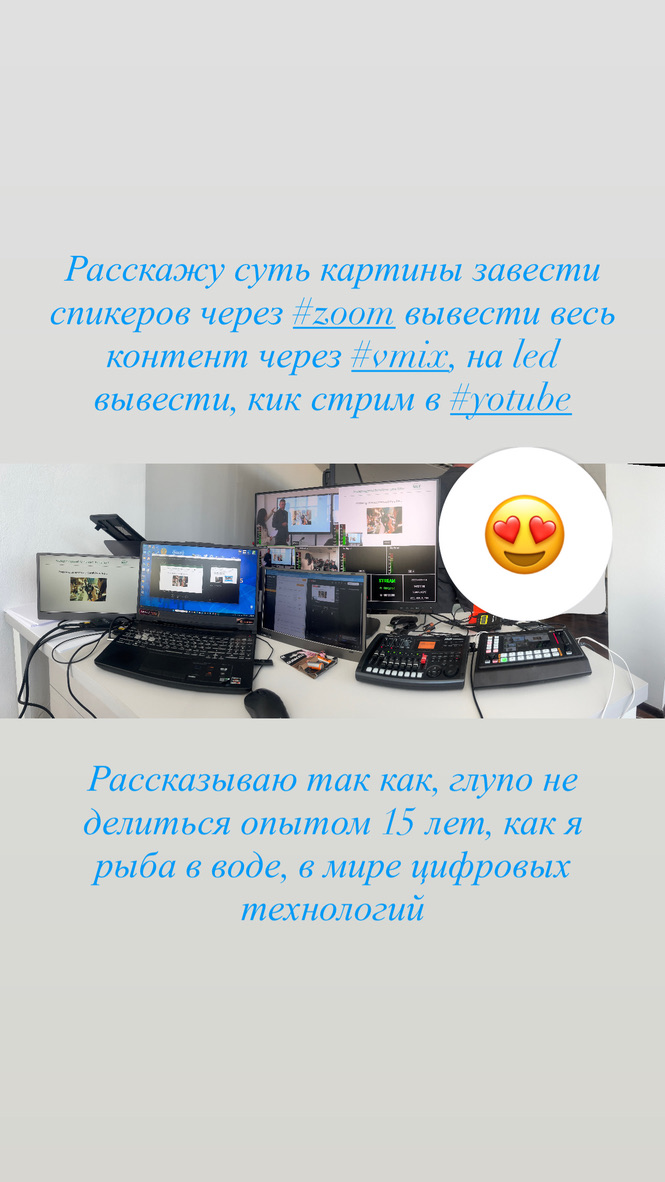 Расскажу суть картины завести
спикеров через #zoom вывести весь
контент через #vmix, на led
вывести, кик стрим в #yotube
STREAM
Рассказываю так как, глупо не
делиться опытом 15 лет, как я
рыба в воде, в мире цифровых
технологий